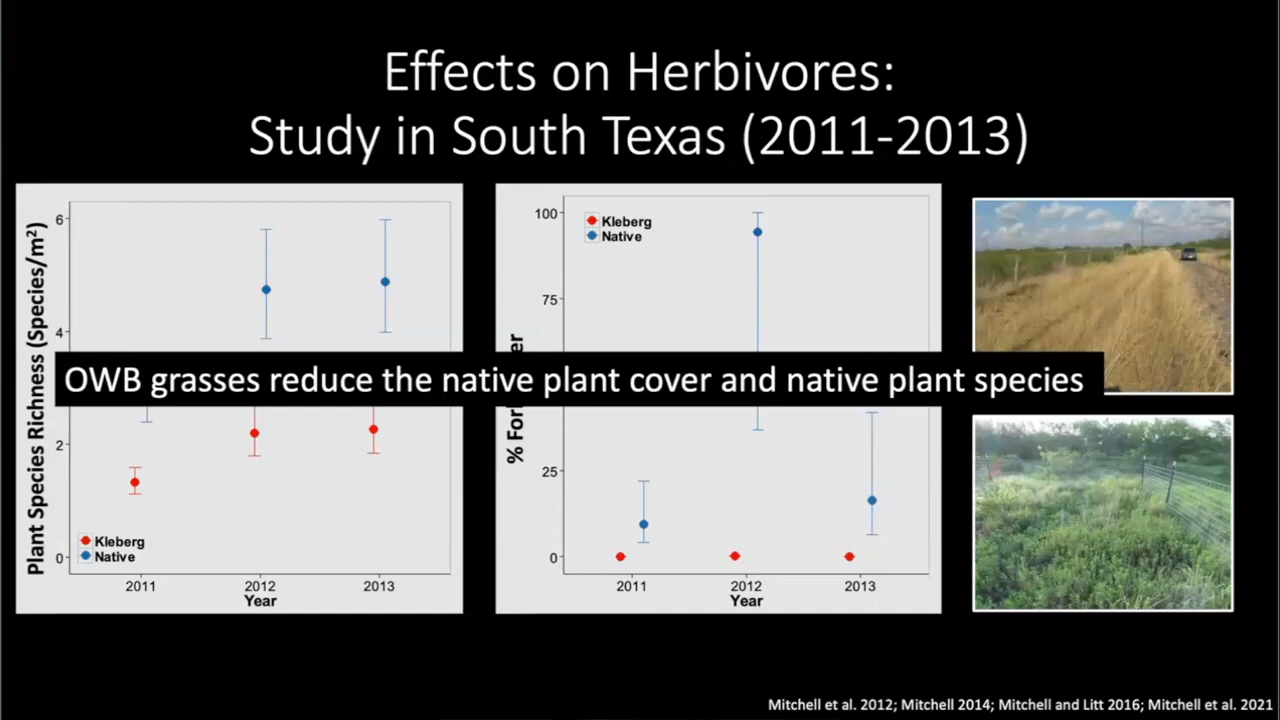 Effects on Herbivores:
Study in South Texas (2011-2013)
Plant Species Richness (Species/m²)
6
4
2
0
Kleberg
Native
2011
2012
2013
Year
%
100
75
25
0
Kleberg
Native
2011
2012
2013
Year
OWB grasses reduce the native plant cover and native plant species
Mitchell et al. 2012; Mitchell 2014; Mitchell and Litt 2016; Mitchell et al. 2021